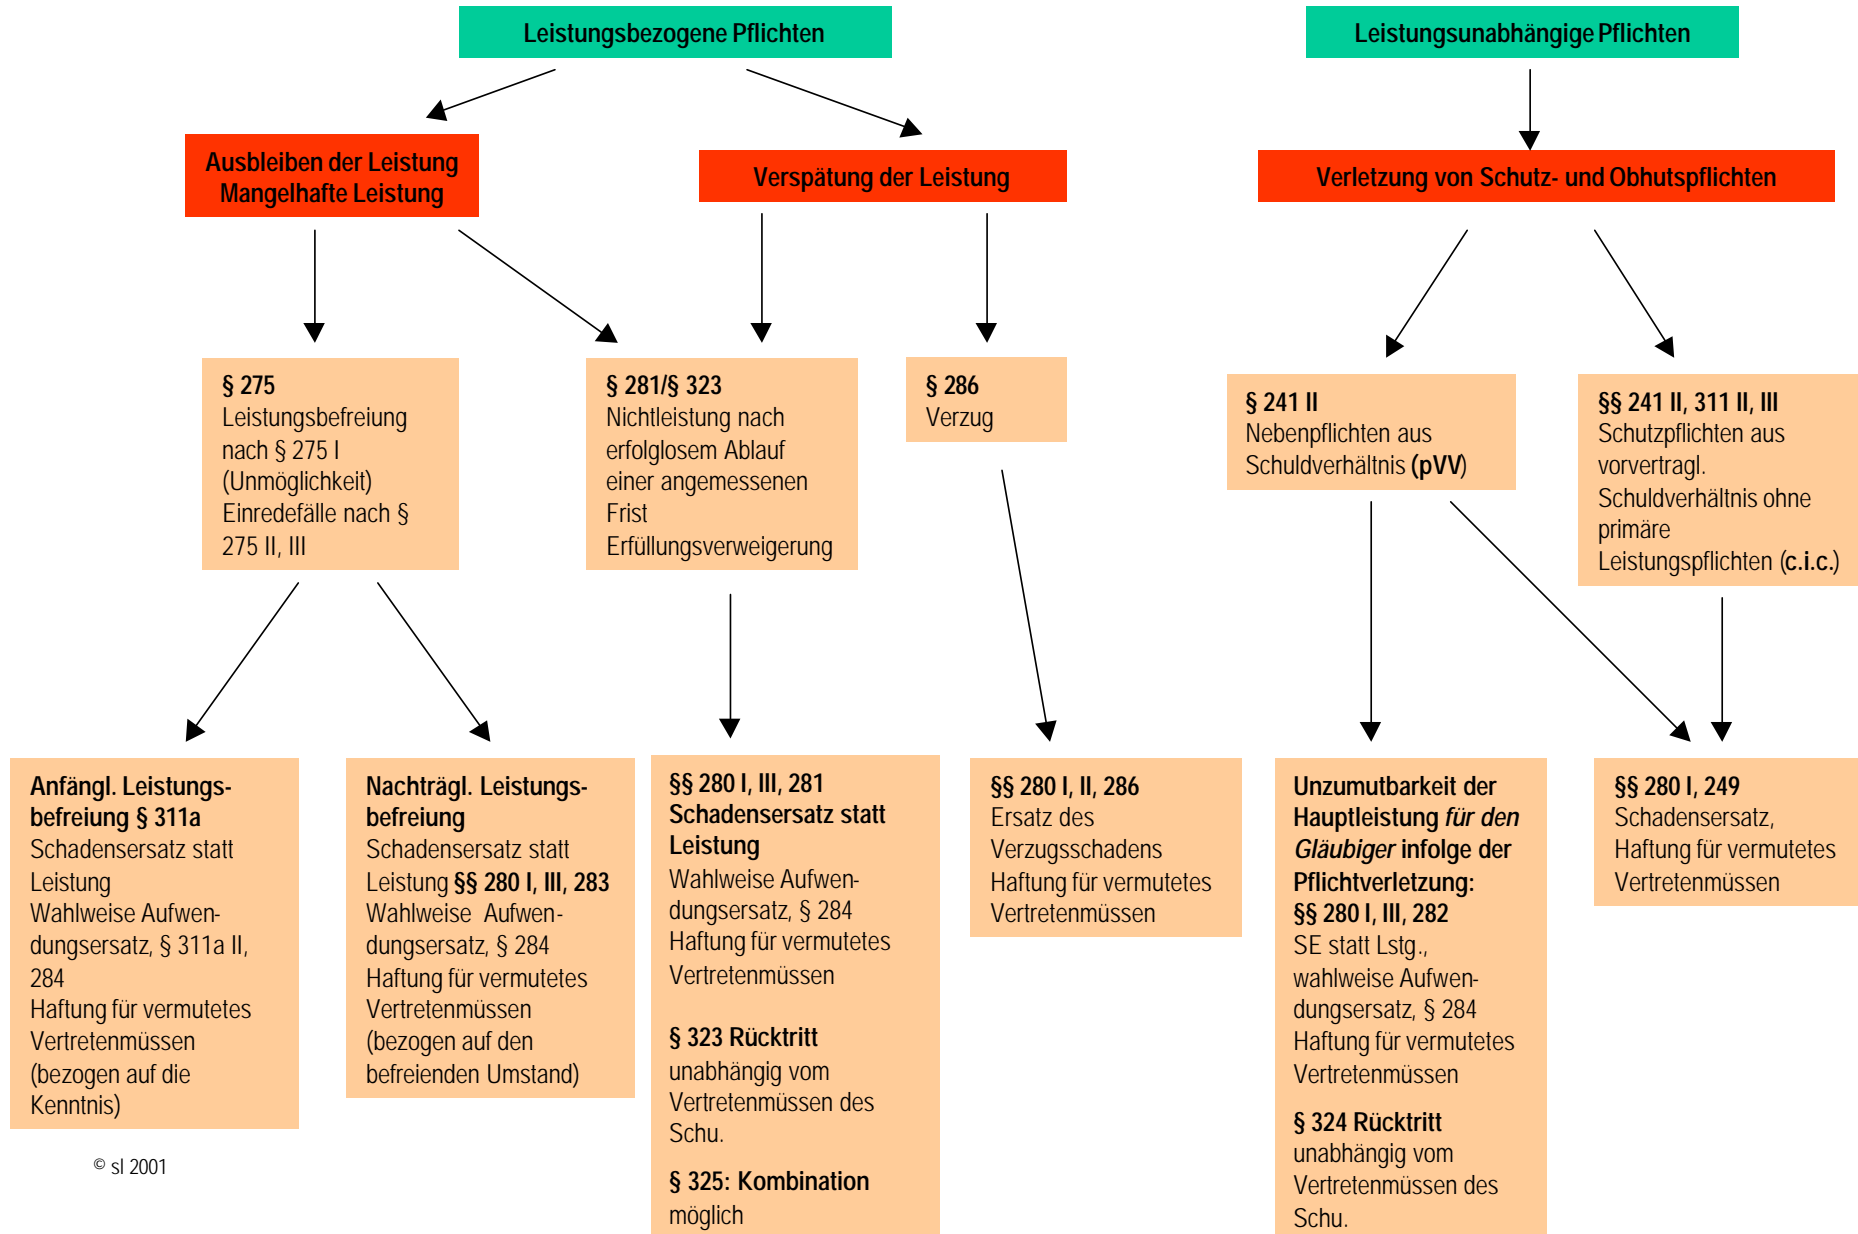 Leistungsbezogene Pflichten
Leistungsunabhängige Pflichten
Ausbleiben der Leistung
Mangelhafte Leistung
Verspätung der Leistung
Verletzung von Schutz- und Obhutspflichten
§ 275
Leistungsbefreiung
nach § 275 I
(Unmöglichkeit)
Einredefälle nach §
275 II, III
§ 281/§ 323
Nichtleistung nach
erfolglosem Ablauf
einer angemessenen
Frist
Erfüllungsverweigerung
§ 286
Verzug
§ 241 II
Nebenpflichten aus
Schuldverhältnis (pVV)
§§ 241 II, 311 II, III
Schutzpflichten aus
vorvertragl.
Schuldverhältnis ohne
primäre
Leistungspflichten (c.i.c.)
Anfängl. Leistungs-
befreiung § 311a
Schadensersatz statt
Leistung
Wahlweise Aufwen-
dungsersatz, § 311a II,
284
Haftung für vermutetes
Vertretenmüssen
(bezogen auf die
Kenntnis)
Nachträgl. Leistungs-
befreiung
Schadensersatz statt
Leistung §§ 280 I, III, 283
Wahlweise Aufwen-
dungsersatz, § 284
Haftung für vermutetes
Vertretenmüssen
(bezogen auf den
befreienden Umstand)
§§ 280 I, III, 281
Schadensersatz statt
Leistung
Wahlweise Aufwen-
dungsersatz, § 284
Haftung für vermutetes
Vertretenmüssen
§ 323 Rücktritt
unabhängig vom
Vertretenmüssen des
Schu.
§ 325: Kombination
möglich
§§ 280 I, II, 286
Ersatz des
Verzugsschadens
Haftung für vermutetes
Vertretenmüssen
Unzumutbarkeit der
Hauptleistung für den
Gläubiger infolge der
Pflichtverletzung:
§§ 280 I, III, 282
SE statt Lstg.,
wahlweise Aufwen-
dungsersatz, § 284
Haftung für vermutetes
Vertretenmüssen
§ 324 Rücktritt
unabhängig vom
Vertretenmüssen des
Schu.
§§ 280 I, 249
Schadensersatz,
Haftung für vermutetes
Vertretenmüssen
© sl 2001